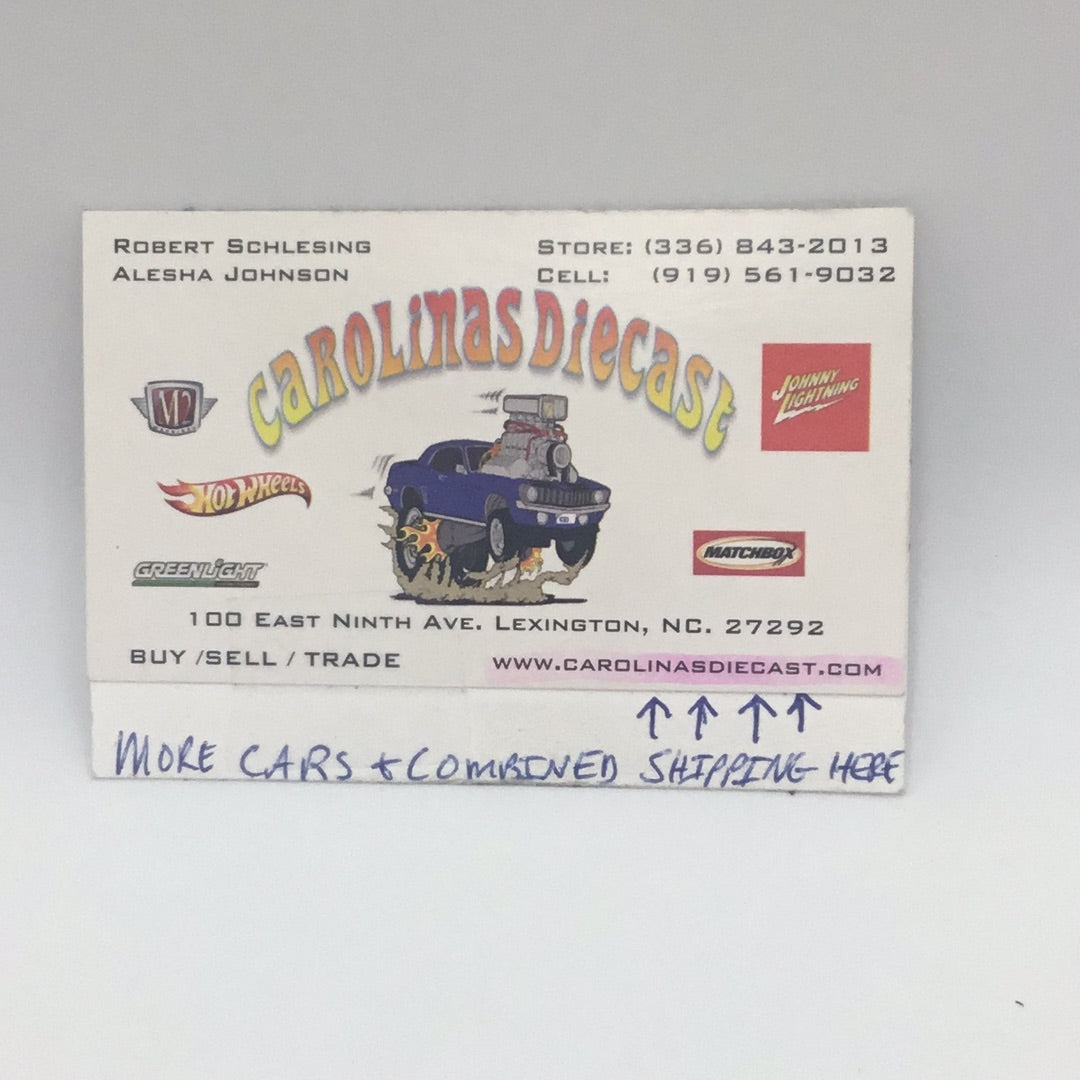 ROBERT SCHLESING
ALESHA JOHNSON
STORE: (336) 843-2013
CELL: (919) 561-9032
CAROLINAS DIECAST
M2
JOHNNY LIGHTNING
HOT WHEELS
GREENLIGHT
MATCHBOX
100 EAST NINTH AVE. LEXINGTON, NC. 27292
BUY /SELL / TRADE
WWW.CAROLINASDIECAST.COM
↑ ↑ ↑ ↑
MORE CARS + COMBINED SHIPPING HERE